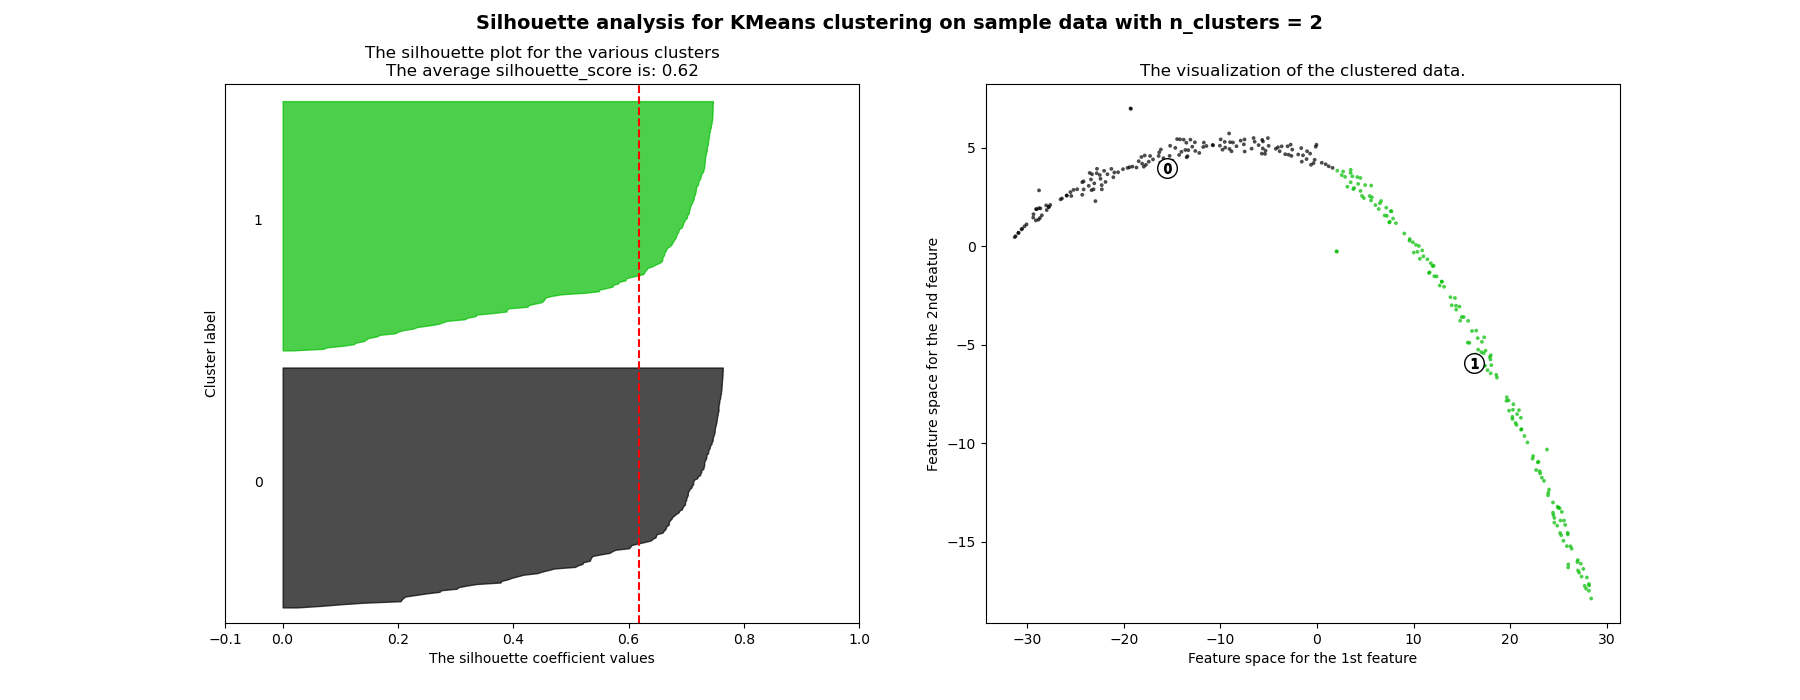 Silhouette analysis for KMeans clustering on sample data with n_clusters = 2
The silhouette plot for the various clusters
The average silhouette_score is: 0.62
Cluster label
1
0
−0.1 0.0 0.2 0.4 0.6 0.8 1.0
The silhouette coefficient values
The visualization of the clustered data.
Feature space for the 2nd feature
5
0
−5
−10
−15
0
1
−30 −20 −10 0 10 20 30
Feature space for the 1st feature